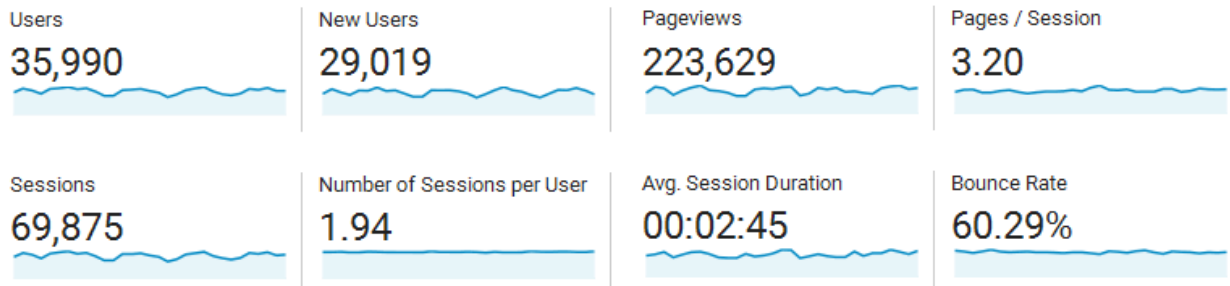 Users
35,990
New Users
29,019
Pageviews
223,629
Pages / Session
3.20
Sessions
69,875
Number of Sessions per User
1.94
Avg. Session Duration
00:02:45
Bounce Rate
60.29%